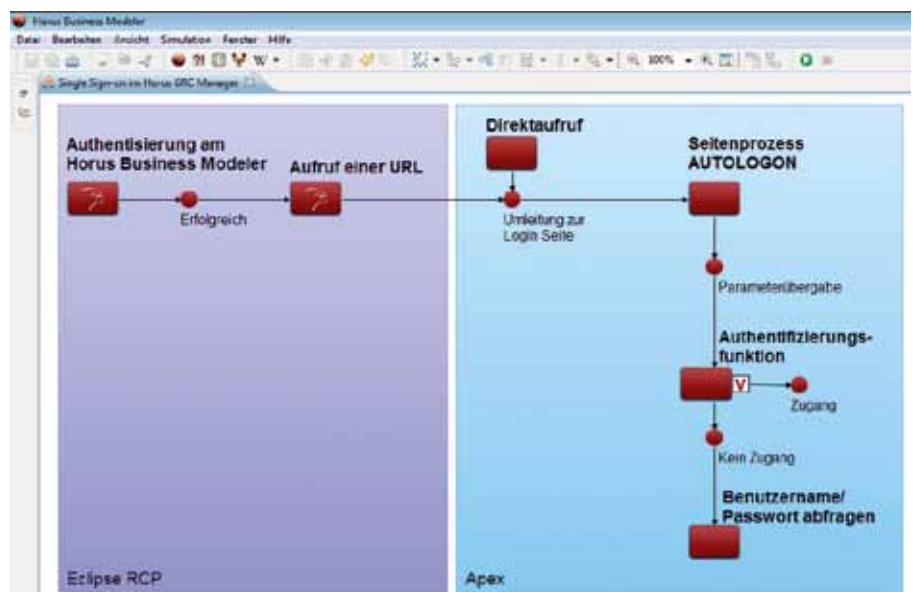 Horus Business Modeler
Datei Bearbeiten Ansicht Simulation Fenster Hilfe
W
100%
Single Sign-on im Horus GRC Manager
Authentisierung am
Horus Business Modeler
Aufruf einer URL
Erfolgreich
Direktaufruf
Umleitung zur
Login Seite
Seitenprozess
AUTOLOGON
Parameterübergabe
Authentifizierungs-
funktion
V
Zugang
Kein Zugang
Benutzername/
Passwort abfragen
Eclipse RCP
Apex